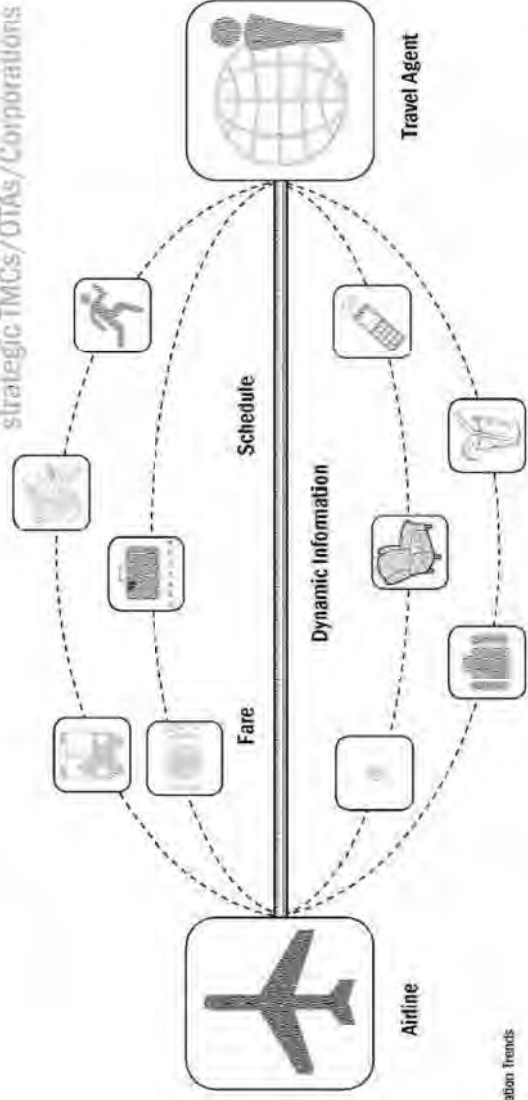 strategic TMCs/OTAs/Corporations
Travel Agent
Schedule
Dynamic Information
Fare
Airline
ation Trends